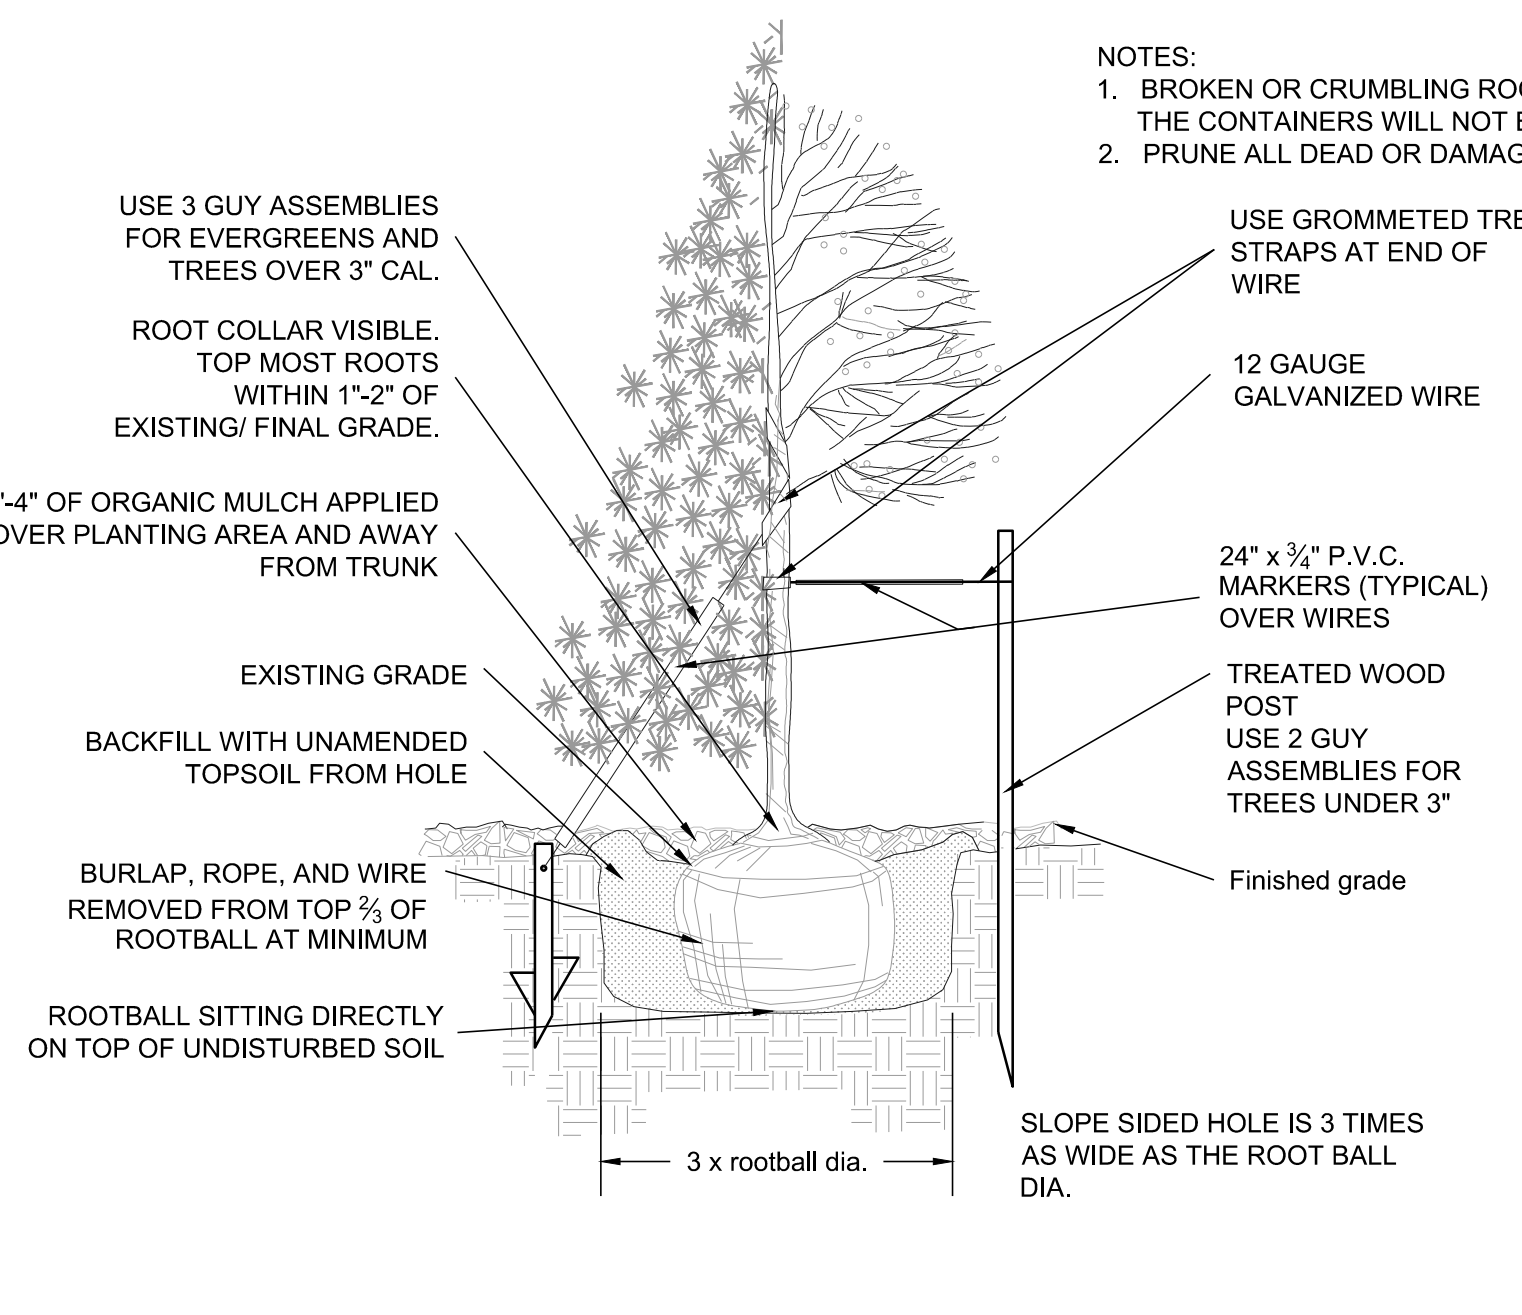 NOTES:
1. BROKEN OR CRUMBLING
THE CONTAINERS WILL NOT
2. PRUNE ALL DEAD OR
USE 3 GUY ASSEMBLIES
FOR EVERGREENS AND
TREES OVER 3" CAL.
ROOT COLLAR VISIBLE.
TOP MOST ROOTS
WITHIN 1"-2" OF
EXISTING/ FINAL GRADE.
"-4" OF ORGANIC MULCH APPLIED
OVER PLANTING AREA AND AWAY
FROM TRUNK
EXISTING GRADE
BACKFILL WITH UNAMENDED
TOPSOIL FROM HOLE
BURLAP, ROPE, AND WIRE
REMOVED FROM TOP ⅔ OF
ROOTBALL AT MINIMUM
ROOTBALL SITTING DIRECTLY
ON TOP OF UNDISTURBED SOIL
USE GROMMETED
STRAPS AT END OF
WIRE
12 GAUGE
GALVANIZED WIRE
24" x ¾" P.V.C.
MARKERS (TYPICAL)
OVER WIRES
TREATED WOOD
POST
USE 2 GUY
ASSEMBLIES FOR
TREES UNDER 3"
Finished grade
SLOPE SIDED HOLE IS 3 TIMES
AS WIDE AS THE ROOT BALL
DIA.
3 x rootball dia.